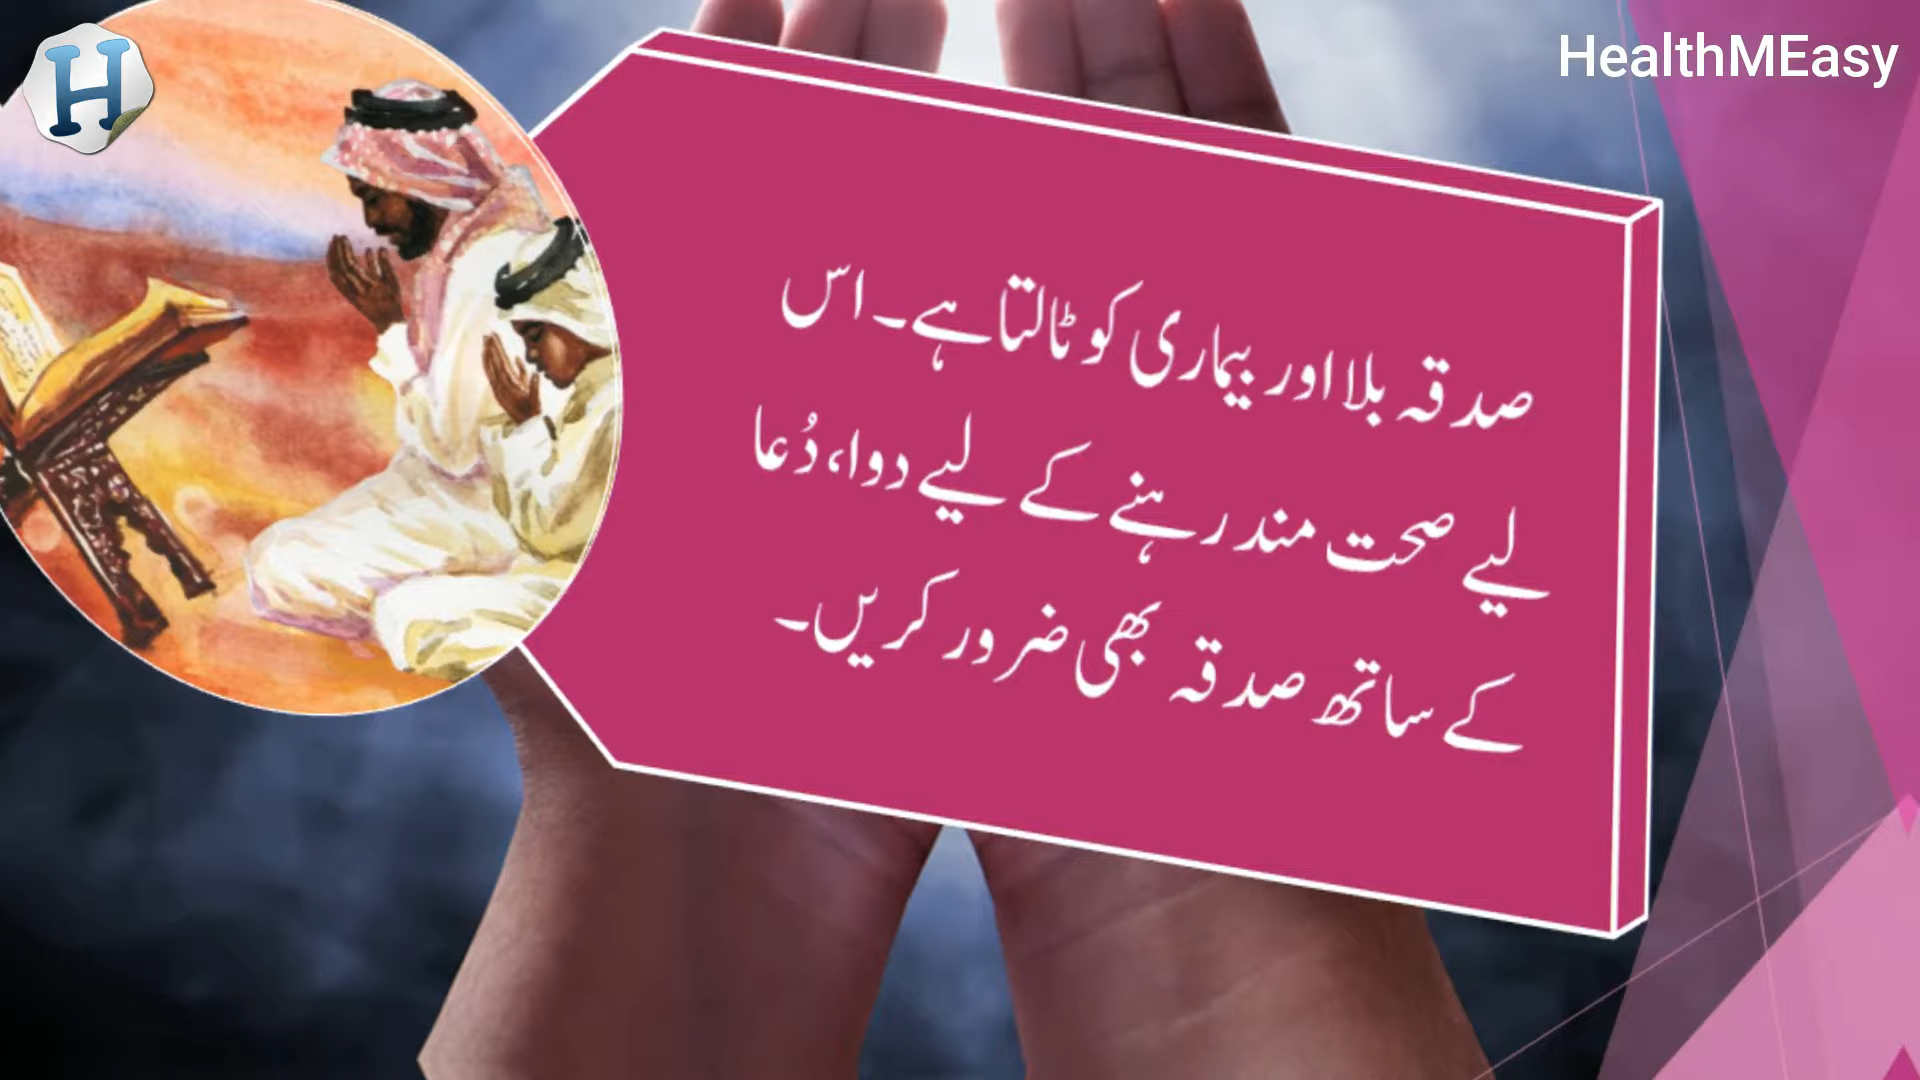 H
HealthMEasy
صدقہ بلا اور بیماری کو ٹالتا ہے۔ اس
لیے صحت مند رہنے کے لیے دوا، دُعا
کے ساتھ صدقہ بھی ضرور کریں۔